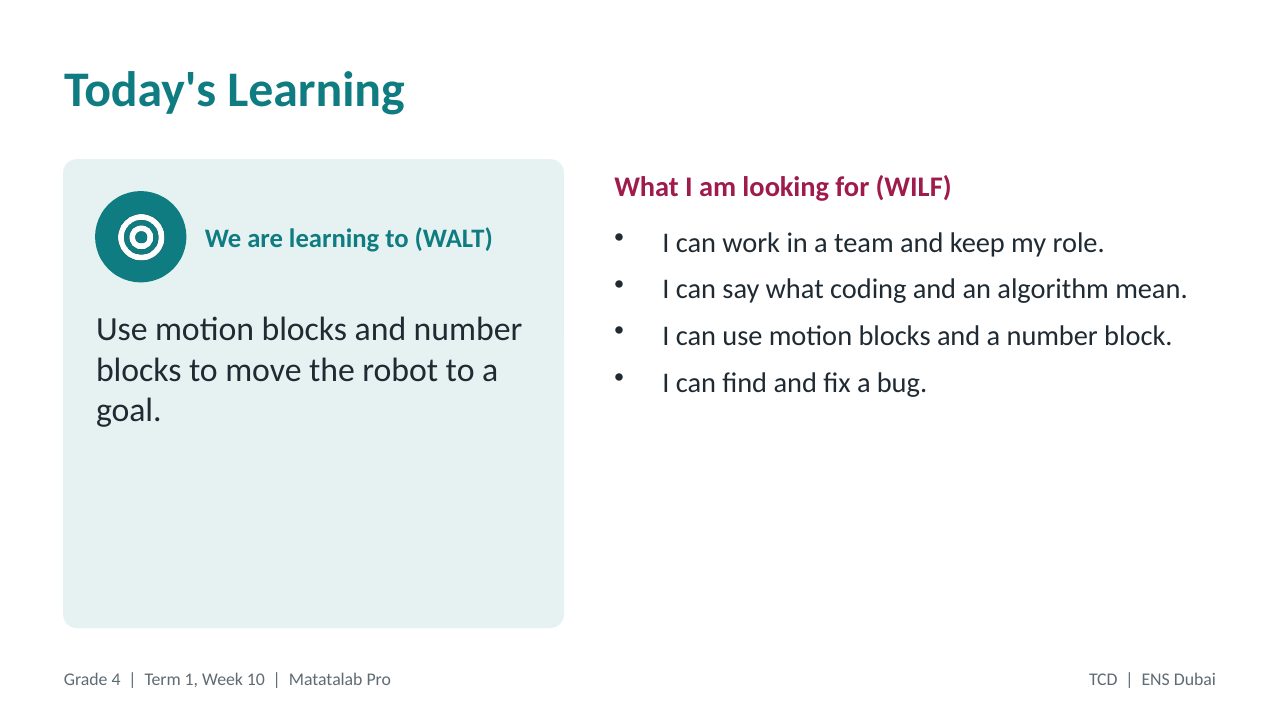 Today's Learning
We are learning to (WALT)
Use motion blocks and number
blocks to move the robot to a
goal.
What I am looking for (WILF)
• I can work in a team and keep my role.
• I can say what coding and an algorithm mean.
• I can use motion blocks and a number block.
• I can find and fix a bug.
Grade 4 | Term 1, Week 10 | Matatalab Pro
TCD | ENS Dubai